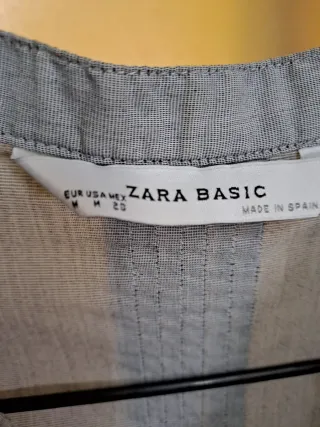 EUR USA MEX
M M 28
ZARA BASIC
MADE IN SPAIN